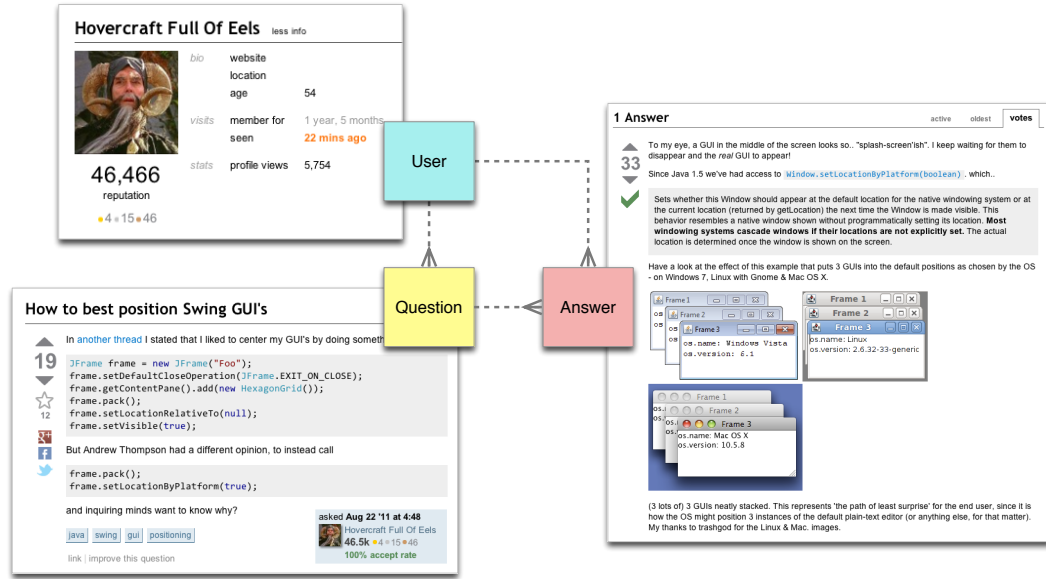 Hovercraft Full Of Eels less info
bio website
location
age 54
visits member for 1 year, 5 months
seen 22 mins ago
stats profile views 5,754
46,466
reputation
4 15 46
User
Question
Answer
How to best position Swing GUI's
19
12
In another thread I stated that I liked to center my GUI's by doing someth
JFrame frame = new JFrame("Foo");
frame.setDefaultCloseOperation(JFrame.EXIT_ON_CLOSE);
frame.getContentPane().add(new HexagonGrid());
frame.pack();
frame.setLocationRelativeTo(null);
frame.setVisible(true);
But Andrew Thompson had a different opinion, to instead call
frame.pack();
frame.setLocationByPlatform(true);
and inquiring minds want to know why?
java swing gui positioning
link | improve this question
asked Aug 22 '11 at 4:48
Hovercraft Full Of Eels
46.5k 4 15 46
100% accept rate
1 Answer active oldest votes
33
To my eye, a GUI in the middle of the screen looks so.. "splash-screen'ish". I keep waiting for them to
disappear and the real GUI to appear!
Since Java 1.5 we've had access to Window.setLocationByPlatform(boolean) . which..
Sets whether this Window should appear at the default location for the native windowing system or at
the current location (returned by getLocation) the next time the Window is made visible. This
behavior resembles a native window shown without programmatically setting its location. Most
windowing systems cascade windows if their locations are not explicitly set. The actual
location is determined once the window is shown on the screen.
Have a look at the effect of this example that puts 3 GUIs into the default positions as chosen by the OS
- on Windows 7, Linux with Gnome & Mac OS X.
Frame 1
os
os
Frame 2
os
os
Frame 3
os.name: Windows Vista
os.version: 6.1
Frame 1
Frame 2
Frame 3
os.name: Linux
os.version: 2.6.32-33-generic
Frame 1
os.
os.
Frame 2
os.
os.
Frame 3
os.name: Mac OS X
os.version: 10.5.8
(3 lots of) 3 GUIs neatly stacked. This represents 'the path of least surprise' for the end user, since it is
how the OS might position 3 instances of the default plain-text editor (or anything else, for that matter).
My thanks to trashgod for the Linux & Mac. images.